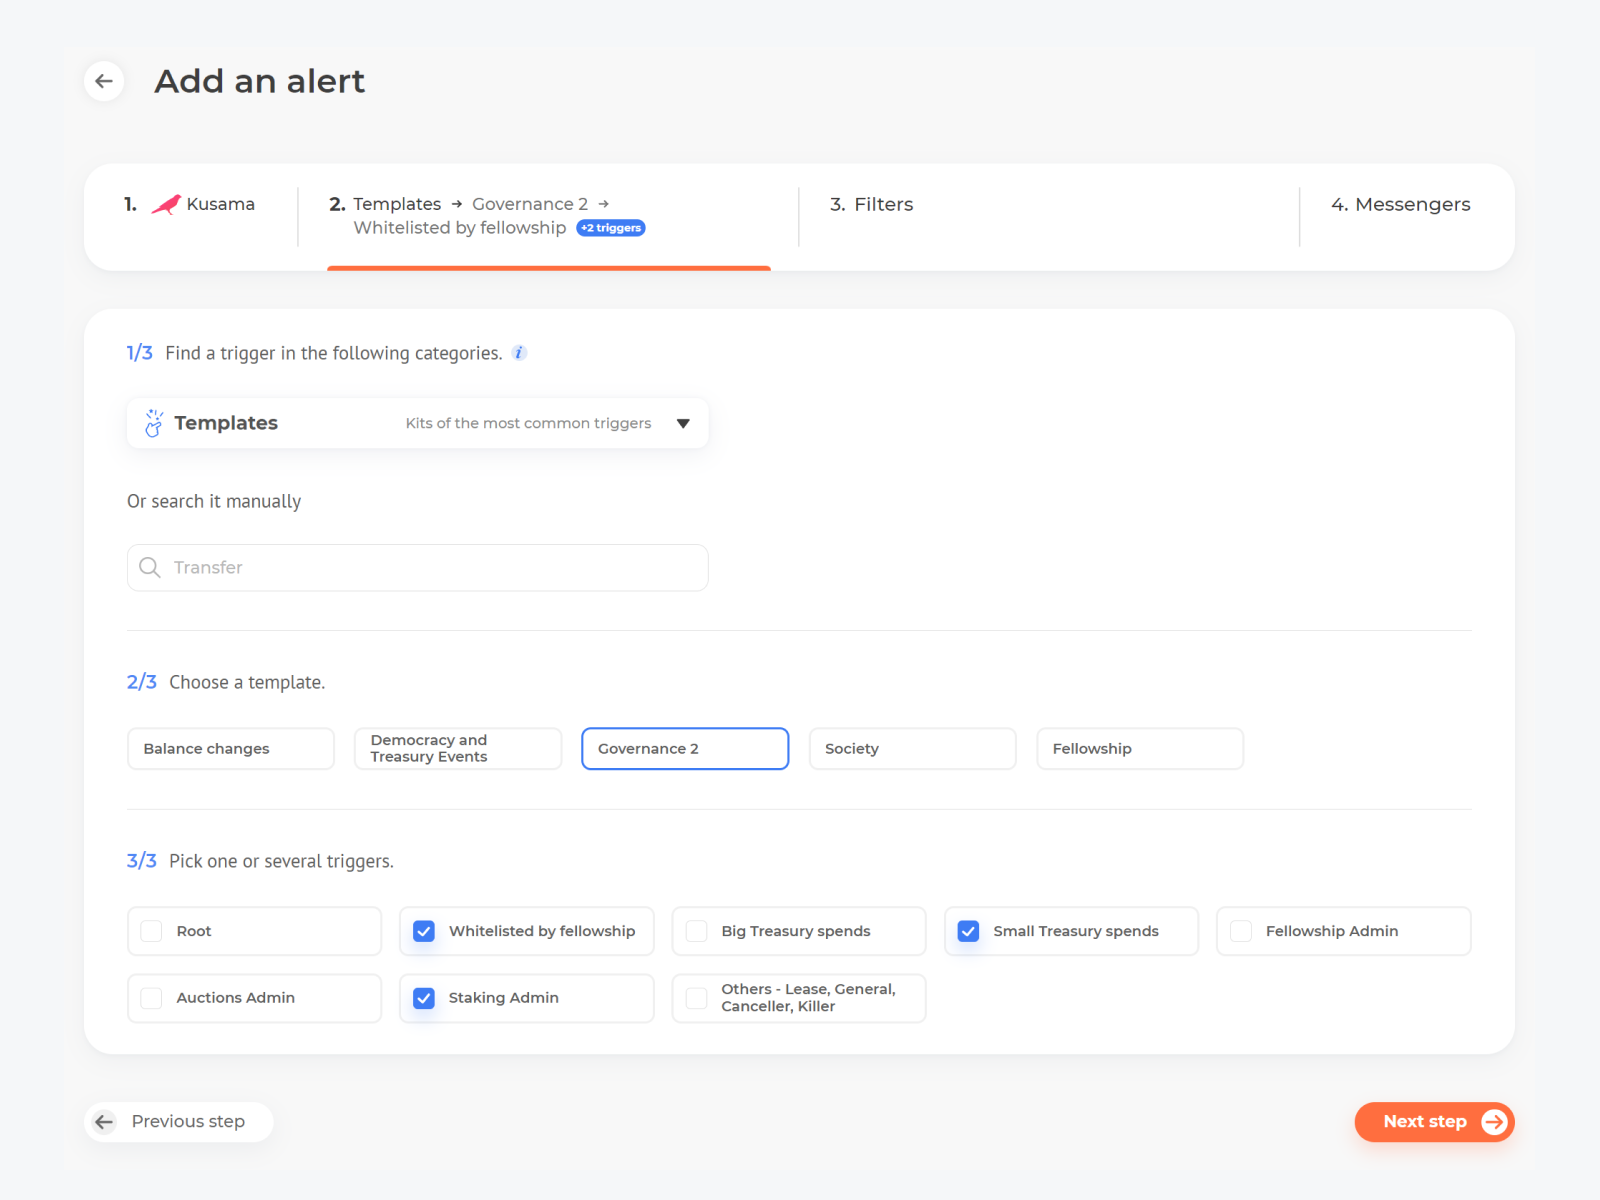 Add an alert
1. Kusama
2. Templates → Governance 2 →
Whitelisted by fellowship +2 triggers
3. Filters
4. Messengers
1/3 Find a trigger in the following categories. i
Templates Kits of the most common triggers
Or search it manually
Transfer
2/3 Choose a template.
Balance changes
Democracy and
Treasury Events
Governance 2
Society
Fellowship
3/3 Pick one or several triggers.
Root
Whitelisted by fellowship
Big Treasury spends
Small Treasury spends
Fellowship Admin
Auctions Admin
Staking Admin
Others - Lease, General,
Canceller, Killer
Previous step
Next step